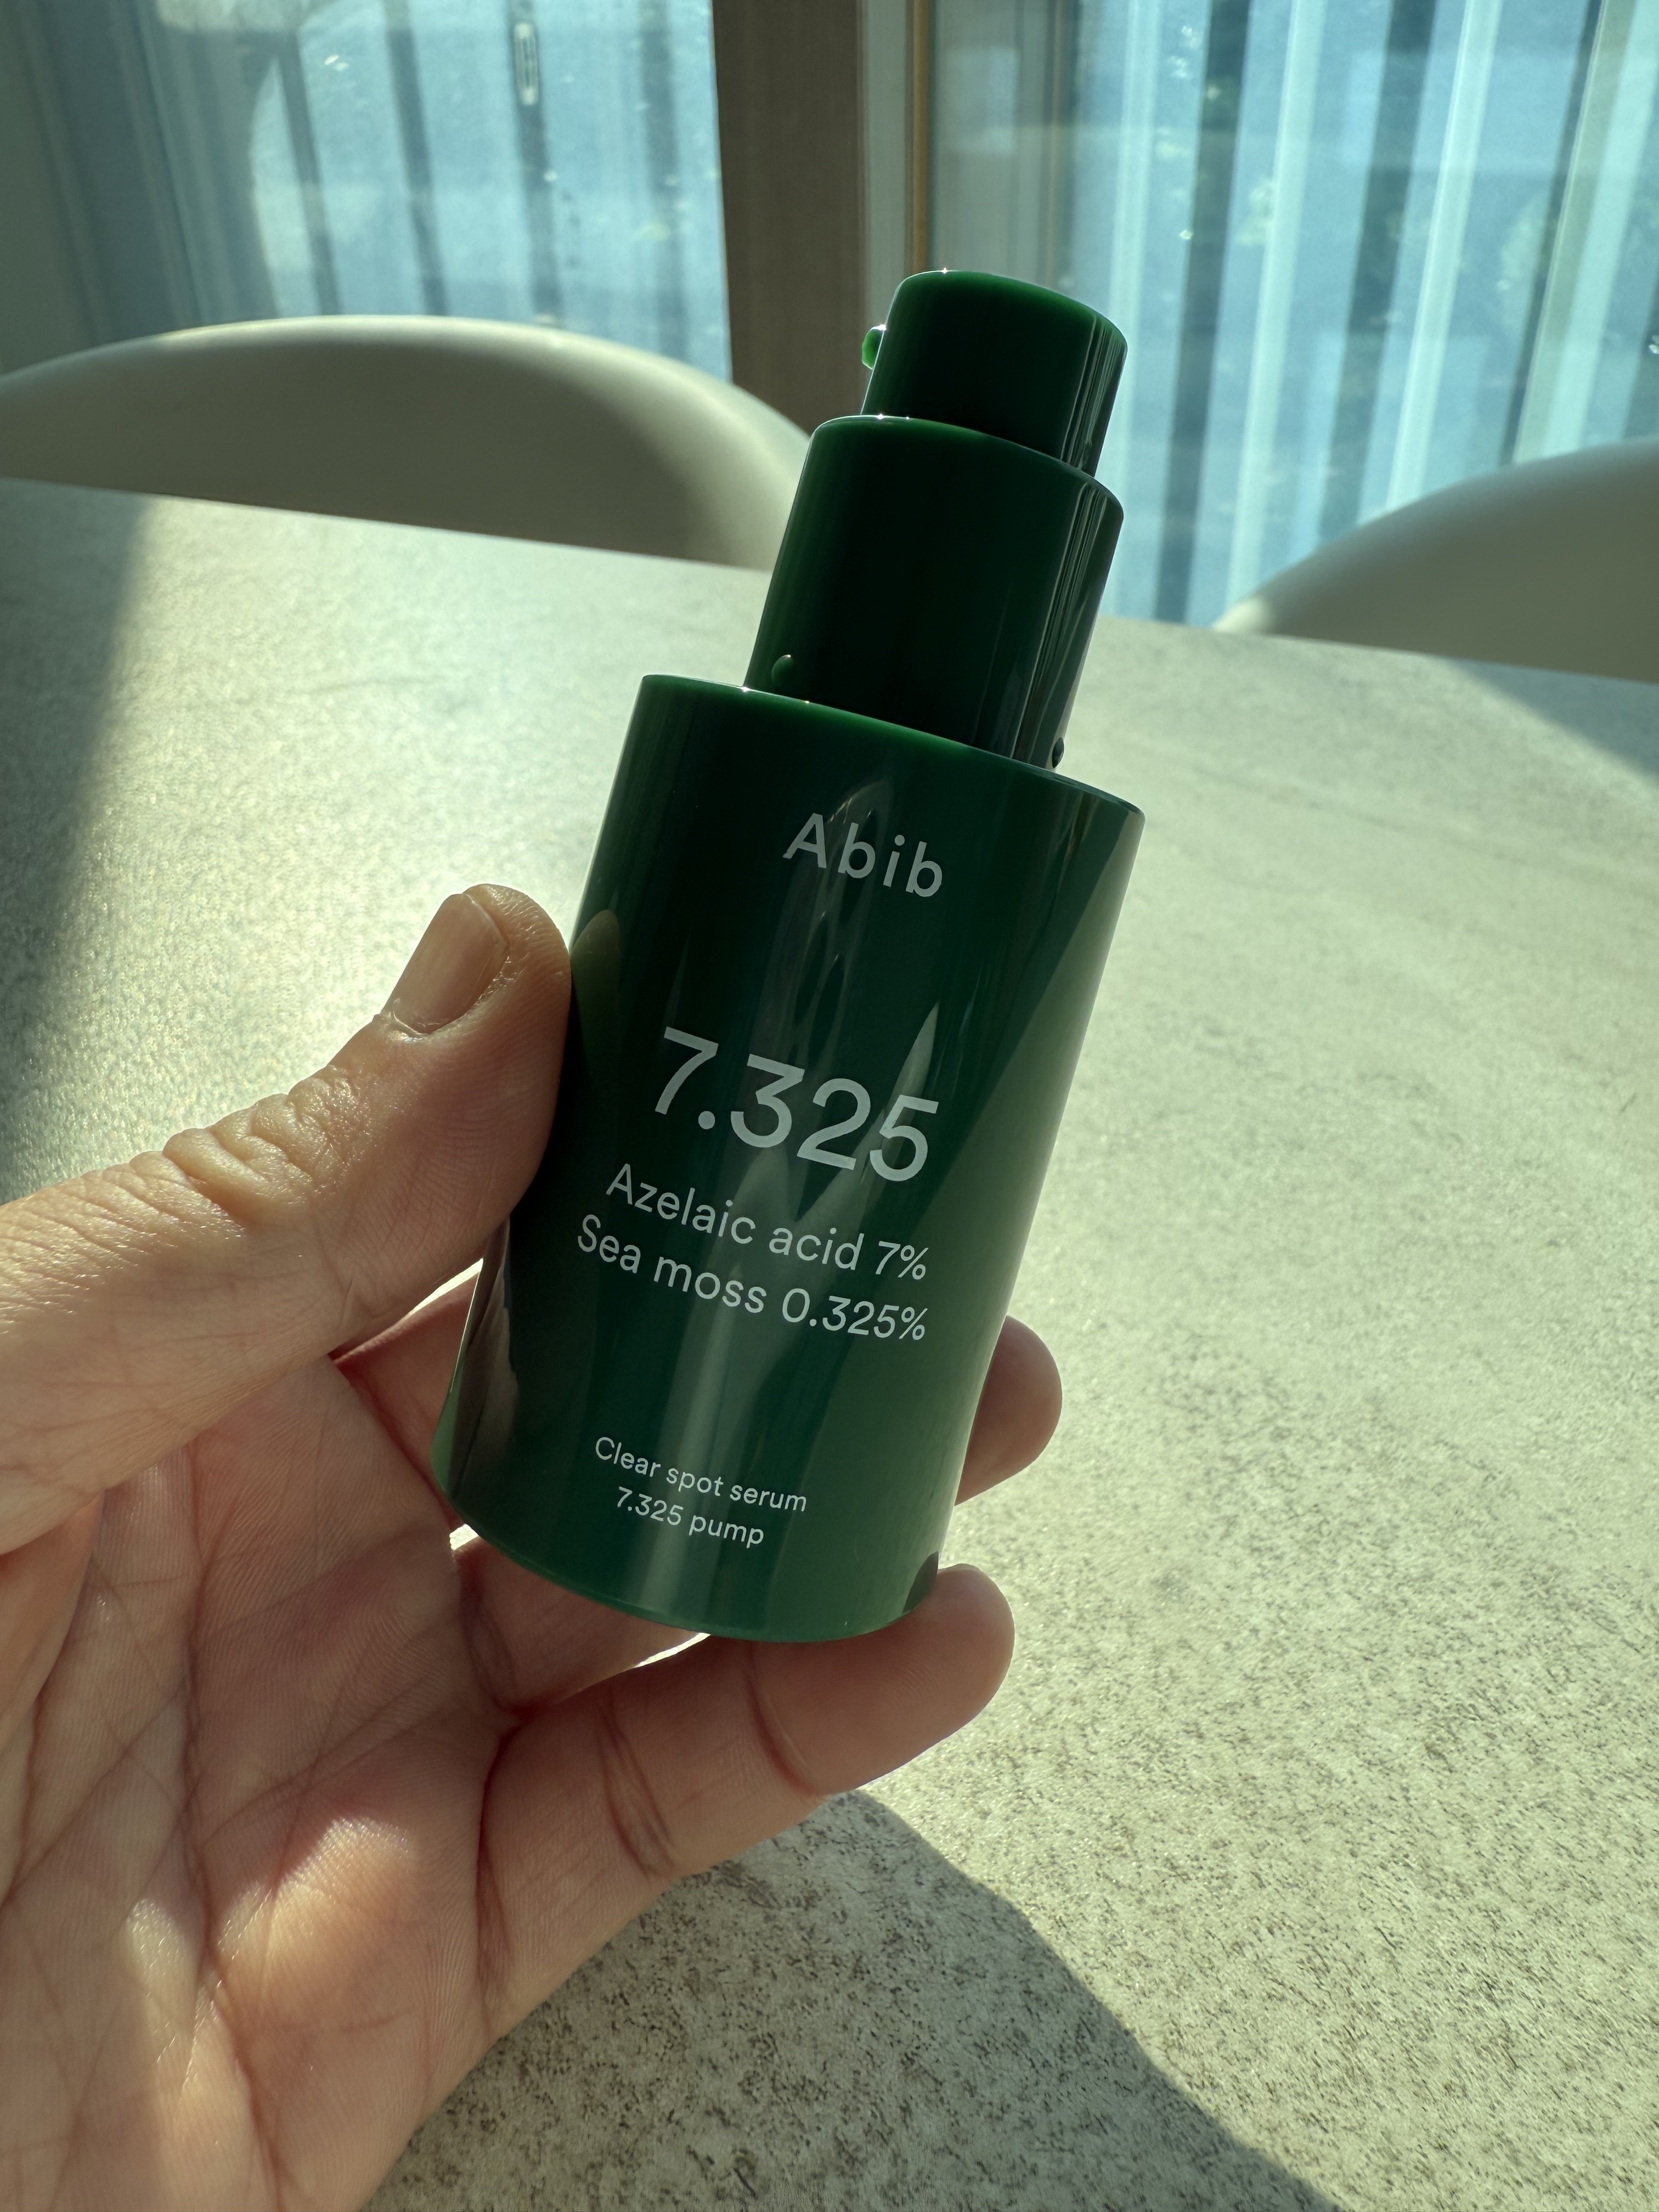 Abib
7.325
Azelaic acid 7%
Sea moss 0.325%
Clear spot serum
7.325 pump